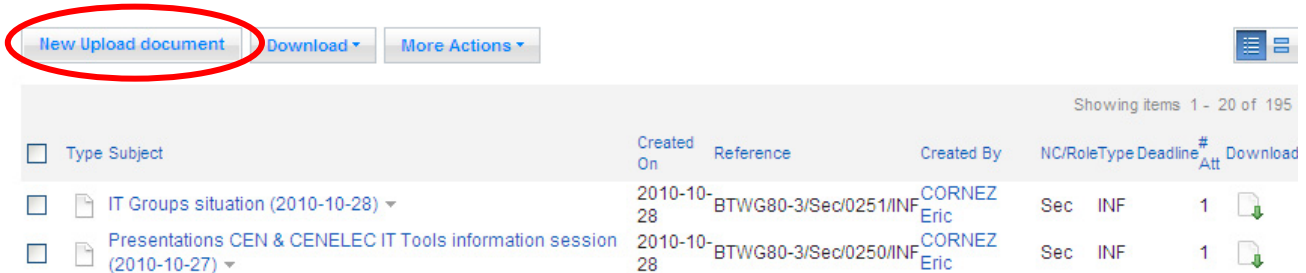 New Upload document Download More Actions
Showing items 1 - 20 of 195
Type Subject Created On Reference Created By NC/Role Type Deadline # Att Download
IT Groups situation (2010-10-28) 2010-10-28 BTWG80-3/Sec/0251/INF CORNEZ Eric Sec INF 1
Presentations CEN & CENELEC IT Tools information session (2010-10-27) 2010-10-28 BTWG80-3/Sec/0250/INF CORNEZ Eric Sec INF 1